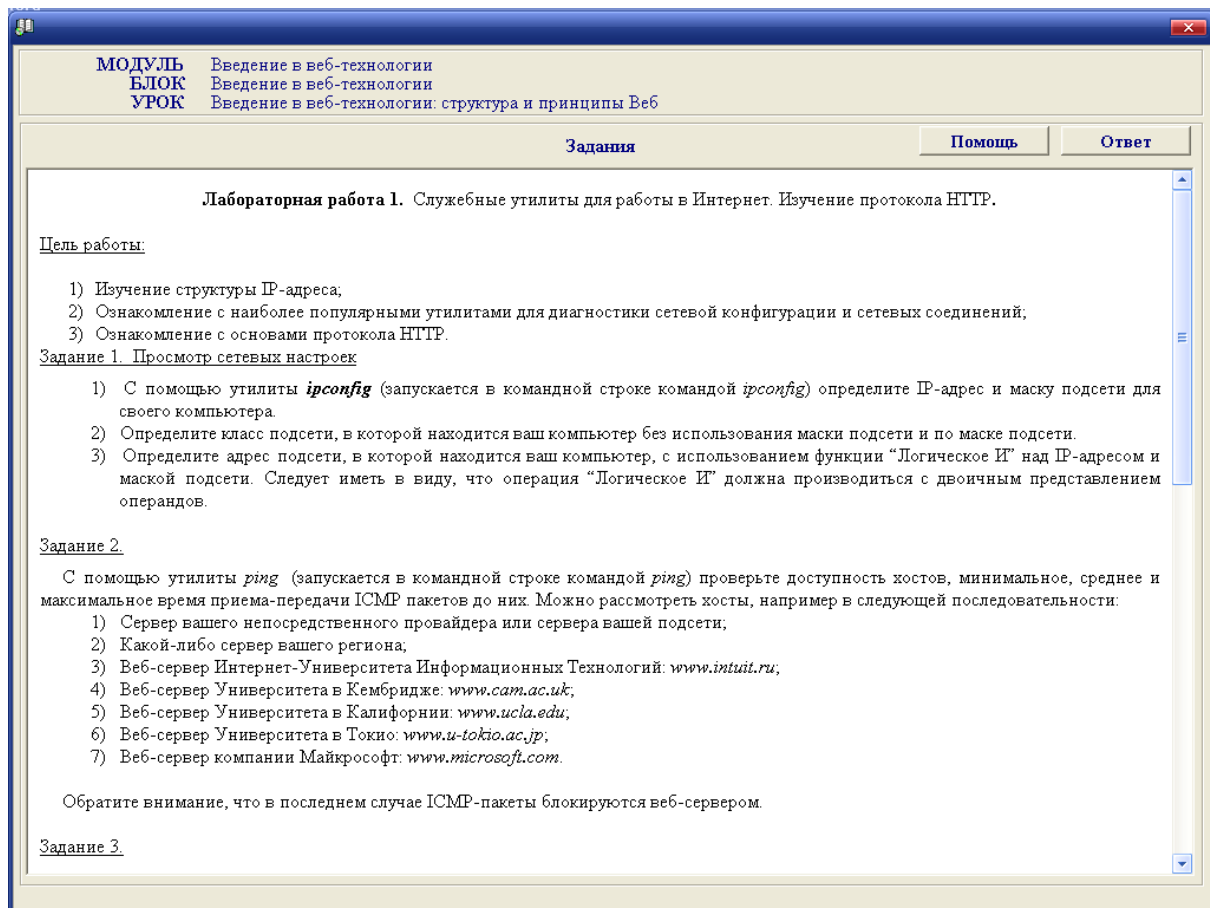 МОДУЛЬ Введение в веб-технологии
БЛОК Введение в веб-технологии
УРОК Введение в веб-технологии: структура и принципы Веб
Задания
Помощь
Ответ
Лабораторная работа 1. Служебные утилиты для работы в Интернет. Изучение протокола HTTP.
Цель работы:
1) Изучение структуры IP-адреса;
2) Ознакомление с наиболее популярными утилитами для диагностики сетевой конфигурации и сетевых соединений;
3) Ознакомление с основами протокола HTTP.
Задание 1. Просмотр сетевых настроек
1) С помощью утилиты ipconfig (запускается в командной строке командой ipconfig) определите IP-адрес и маску подсети для
своего компьютера.
2) Определите класс подсети, в которой находится ваш компьютер без использования маски подсети и по маске подсети.
3) Определите адрес подсети, в которой находится ваш компьютер, с использованием функции “Логическое И” над IP-адресом и
маской подсети. Следует иметь в виду, что операция “Логическое И” должна производиться с двоичным представлением
операндов.
Задание 2.
С помощью утилиты ping (запускается в командной строке командой ping) проверьте доступность хостов, минимальное, среднее и
максимальное время приема-передачи ICMP пакетов до них. Можно рассмотреть хосты, например в следующей последовательности:
1) Сервер вашего непосредственного провайдера или сервера вашей подсети;
2) Какой-либо сервер вашего региона;
3) Веб-сервер Интернет-Университета Информационных Технологий: www.intuit.ru;
4) Веб-сервер Университета в Кембридже: www.cam.ac.uk;
5) Веб-сервер Университета в Калифорнии: www.ucla.edu;
6) Веб-сервер Университета в Токио: www.u-tokio.ac.jp;
7) Веб-сервер компании Майкрософт: www.microsoft.com.
Обратите внимание, что в последнем случае ICMP-пакеты блокируются веб-сервером.
Задание 3.